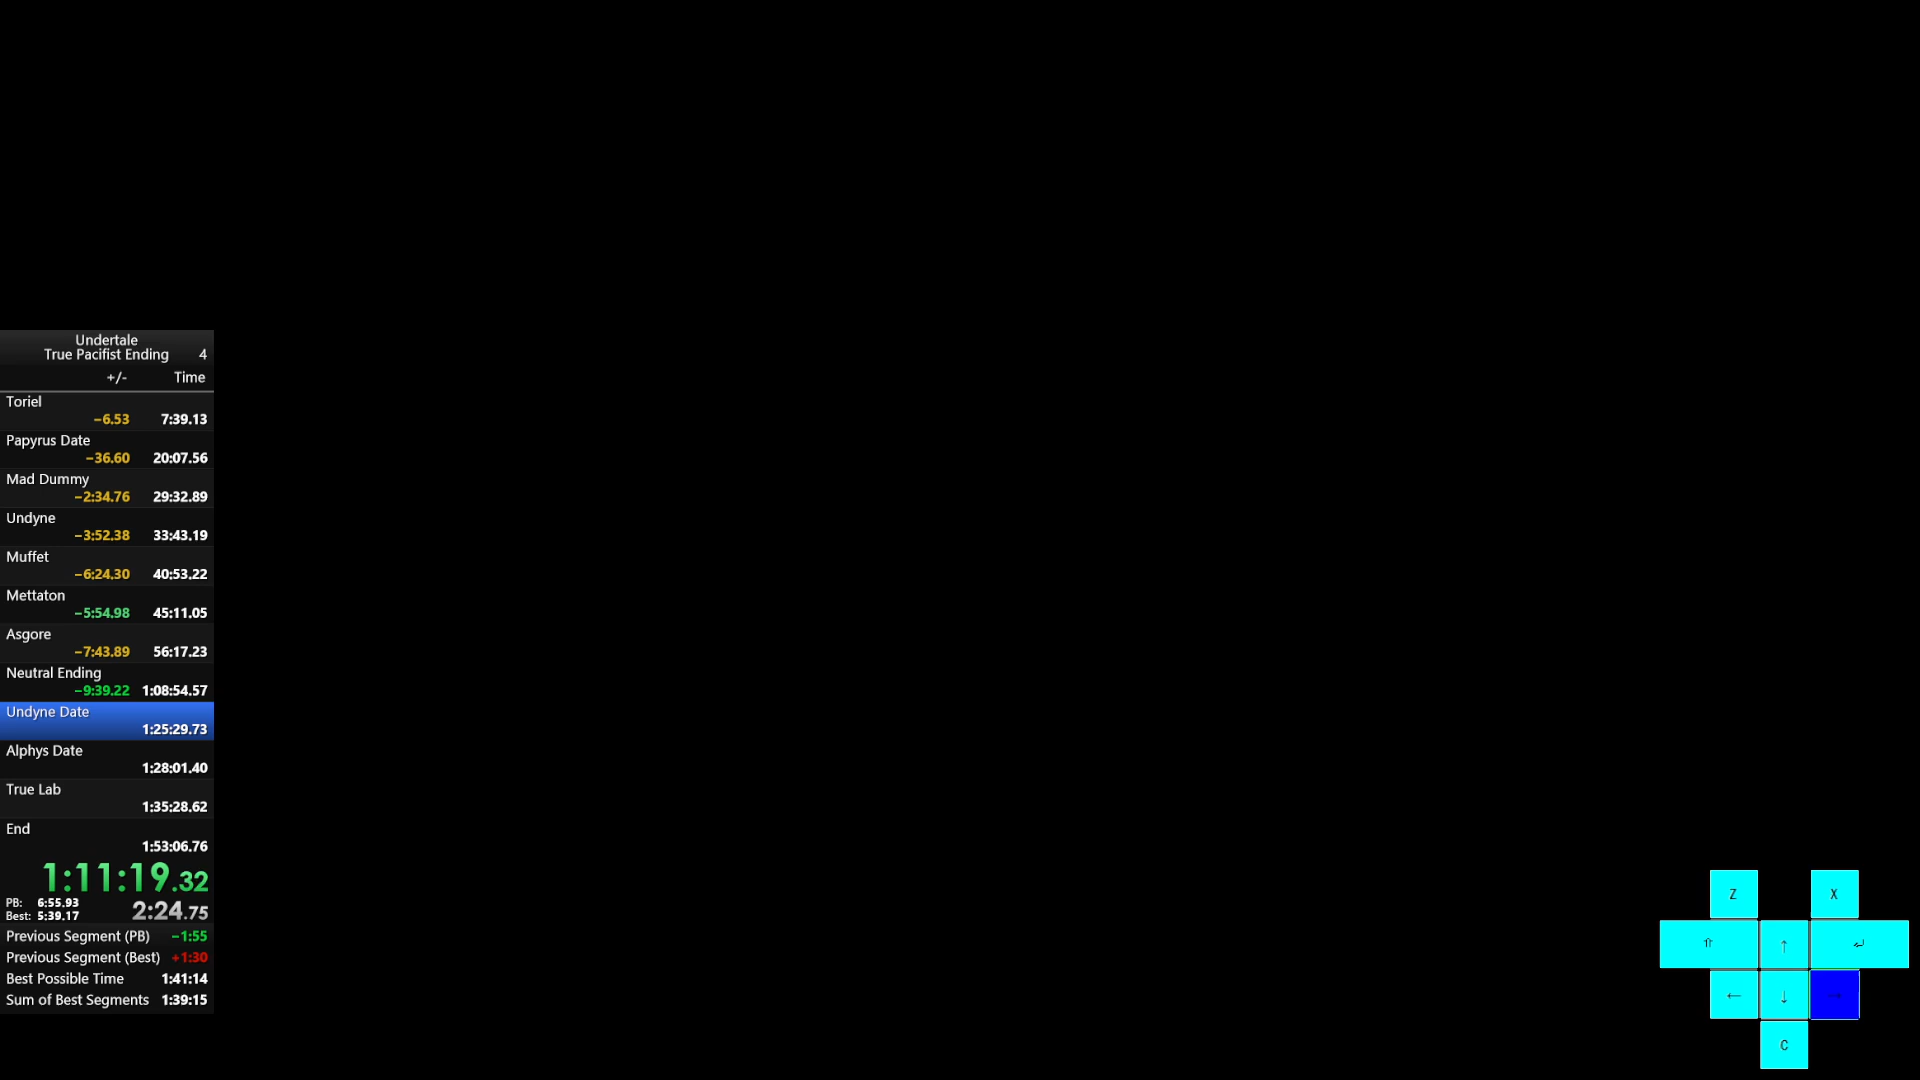 Undertale
True Pacifist Ending 4
+/- Time
Toriel
−6.53 7:39.13
Papyrus Date
−36.60 20:07.56
Mad Dummy
−2:34.76 29:32.89
Undyne
−3:52.38 33:43.19
Muffet
−6:24.30 40:53.22
Mettaton
−5:54.98 45:11.05
Asgore
−7:43.89 56:17.23
Neutral Ending
−9:39.22 1:08:54.57
Undyne Date
1:25:29.73
Alphys Date
1:28:01.40
True Lab
1:35:28.62
End
1:53:06.76
1:11:19.32
PB: 6:55.93
Best: 5:39.17 2:24.75
Previous Segment (PB) −1:55
Previous Segment (Best) +1:30
Best Possible Time 1:41:14
Sum of Best Segments 1:39:15
Z X
⇧ ↑ ↵
← ↓ →
C